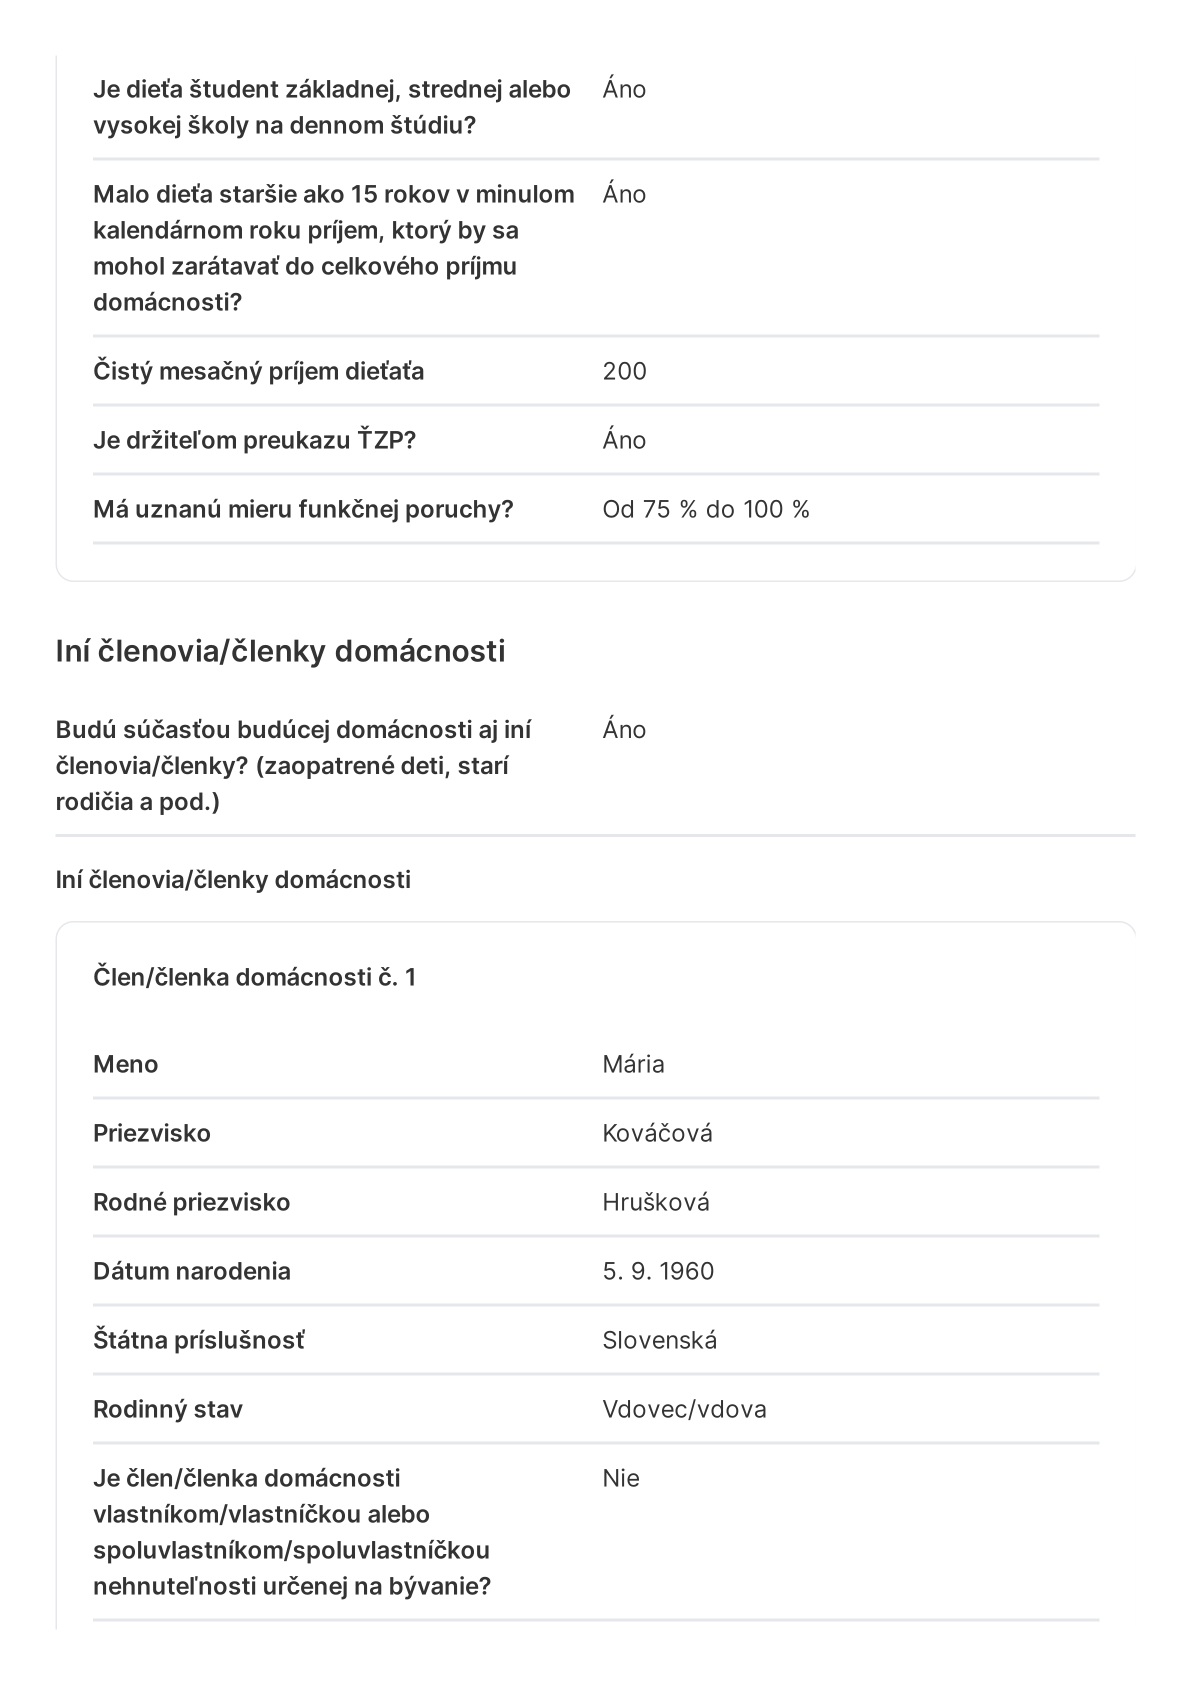 Je dieťa študent základnej, strednej alebo Áno
vysokej školy na dennom štúdiu?
Malo dieťa staršie ako 15 rokov v minulom Áno
kalendárnom roku príjem, ktorý by sa
mohol zarátavať do celkového príjmu
domácnosti?
Čistý mesačný príjem dieťaťa 200
Je držiteľom preukazu ŤZP? Áno
Má uznanú mieru funkčnej poruchy? Od 75 % do 100 %
Iní členovia/členky domácnosti
Budú súčasťou budúcej domácnosti aj iní Áno
členovia/členky? (zaopatrené deti, starí
rodičia a pod.)
Iní členovia/členky domácnosti
Člen/členka domácnosti č. 1
Meno Mária
Priezvisko Kováčová
Rodné priezvisko Hrušková
Dátum narodenia 5. 9. 1960
Štátna príslušnosť Slovenská
Rodinný stav Vdovec/vdova
Je člen/členka domácnosti Nie
vlastníkom/vlastníčkou alebo
spoluvlastníkom/spoluvlastníčkou
nehnuteľnosti určenej na bývanie?